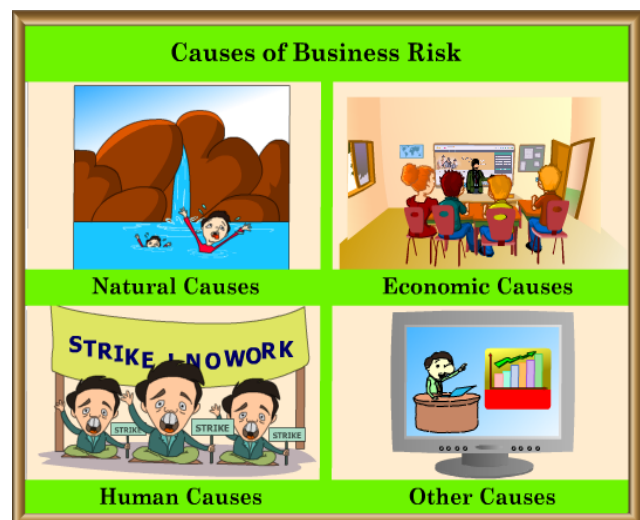 Causes of Business Risk
Natural Causes
Economic Causes
STRIKE ! NO WORK
STRIKE
STRIKE
STRIKE
Human Causes
Other Causes